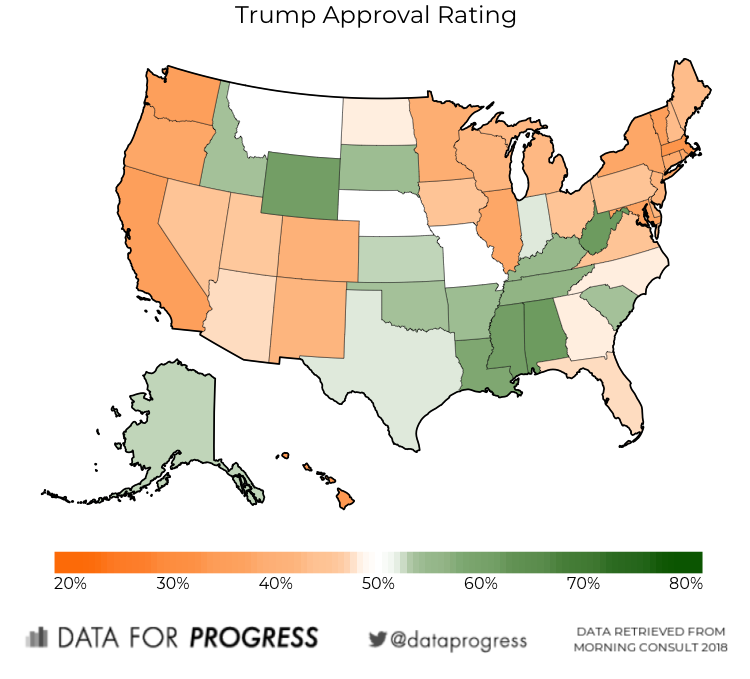 Trump Approval Rating
20% 30% 40% 50% 60% 70% 80%
DATA FOR PROGRESS
@dataprogress
DATA RETRIEVED FROM
MORNING CONSULT 2018